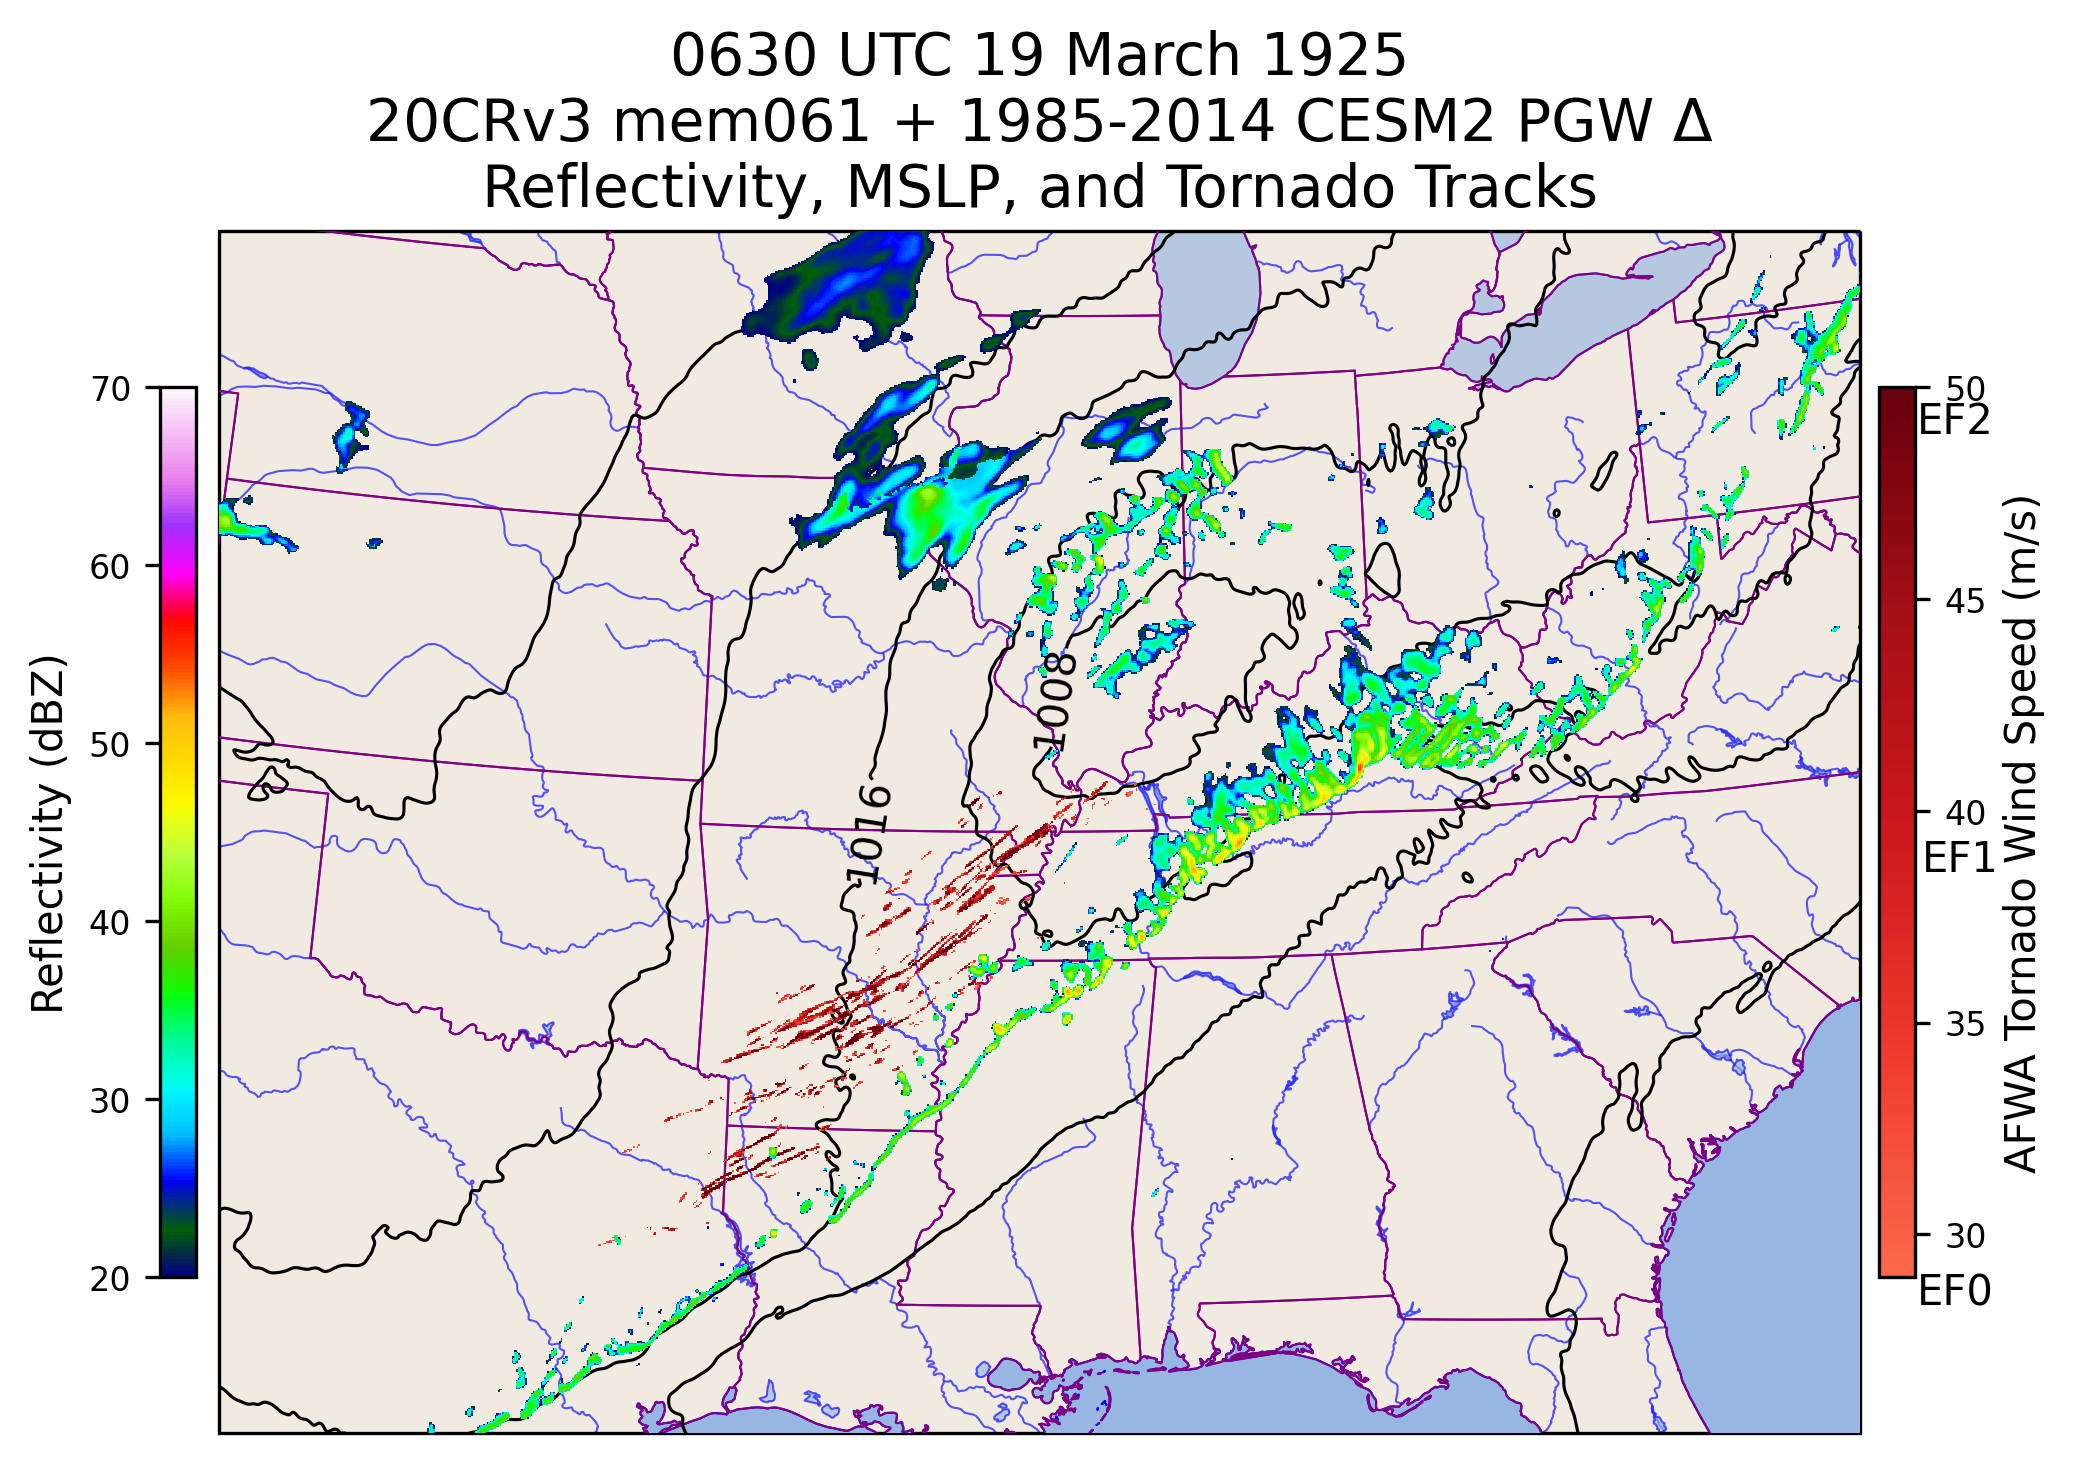 0630 UTC 19 March 1925
20CRv3 mem061 + 1985-2014 CESM2 PGW Δ
Reflectivity, MSLP, and Tornado Tracks
Reflectivity (dBZ)
70
60
50
40
30
20
1008
1016
50
EF2
45
40
EF1
35
30
EF0
AFWA Tornado Wind Speed (m/s)